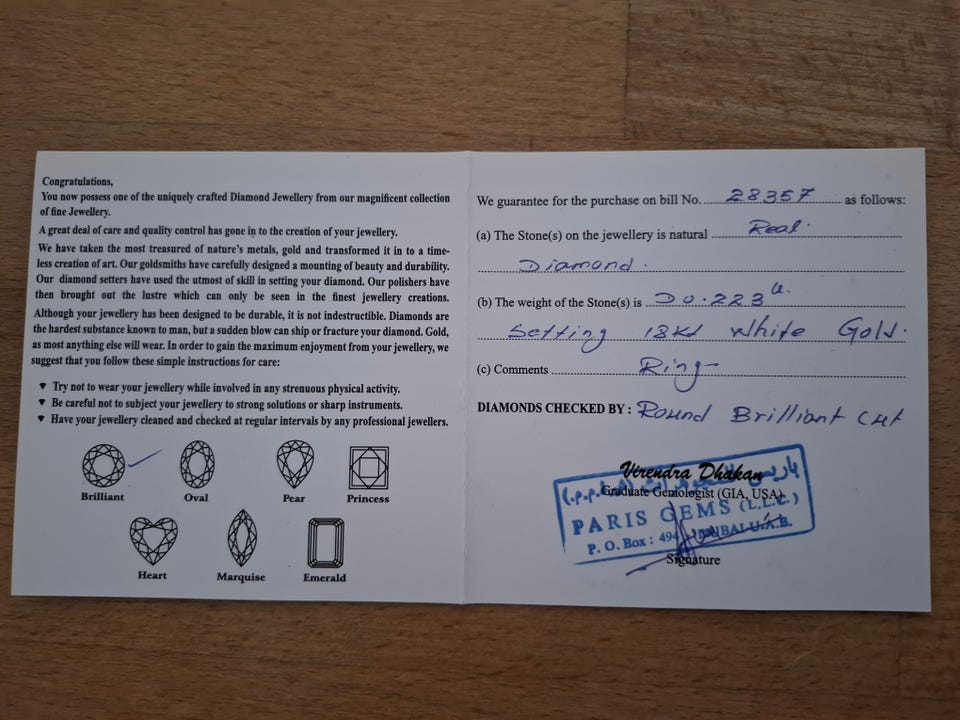 Congratulations,
You now possess one of the uniquely crafted Diamond Jewellery from our magnificent collection
of fine Jewellery.
A great deal of care and quality control has gone in to the creation of your jewellery.
We have taken the most treasured of nature's metals, gold and transformed it in to a time-
less creation of art. Our goldsmiths have carefully designed a mounting of beauty and durability.
Our diamond setters have used the utmost of skill in setting your diamond. Our polishers have
then brought out the lustre which can only be seen in the finest jewellery creations.
Although your jewellery has been designed to be durable, it is not indestructible. Diamonds are
the hardest substance known to man, but a sudden blow can ship or fracture your diamond. Gold,
as most anything else will wear. In order to gain the maximum enjoyment from your jewellery, we
suggest that you follow these simple instructions for care:
▼ Try not to wear your jewellery while involved in any strenuous physical activity.
▼ Be careful not to subject your jewellery to strong solutions or sharp instruments.
▼ Have your jewellery cleaned and checked at regular intervals by any professional jewellers.
Brilliant Oval Pear Princess
Heart Marquise Emerald
We guarantee for the purchase on bill No. 28357 as follows:
(a) The Stone(s) on the jewellery is natural Real
Diamond.
(b) The weight of the Stone(s) is D 0.223
Setting 18Kt White Gold.
(c) Comments Ring
DIAMONDS CHECKED BY : Round Brilliant Cut
Virendra Dhakan
Graduate Gemologist (GIA, USA)
PARIS GEMS (L.L.C.)
P. O. Box : 494 DUBAI-U.A.E.
Signature